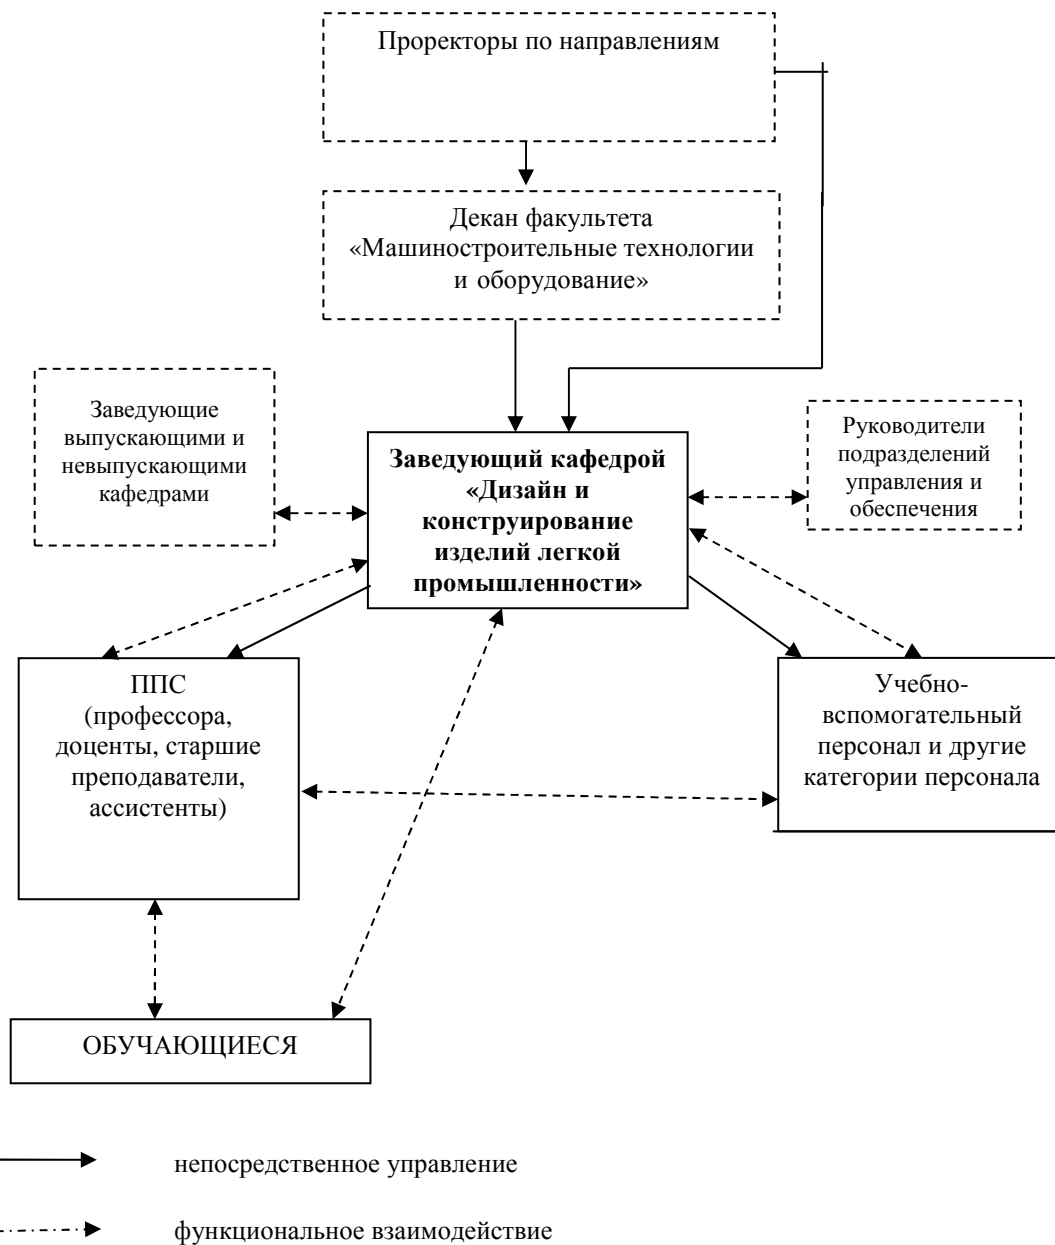 Проректоры по направлениям
Декан факультета
«Машиностроительные технологии
и оборудование»
Заведующие
выпускающими и
невыпускающими
кафедрами
Заведующий кафедрой
«Дизайн и
конструирование
изделий легкой
промышленности»
Руководители
подразделений
управления и
обеспечения
ППС
(профессора,
доценты, старшие
преподаватели,
ассистенты)
Учебно-
вспомогательный
персонал и другие
категории персонала
ОБУЧАЮЩИЕСЯ
непосредственное управление
функциональное взаимодействие